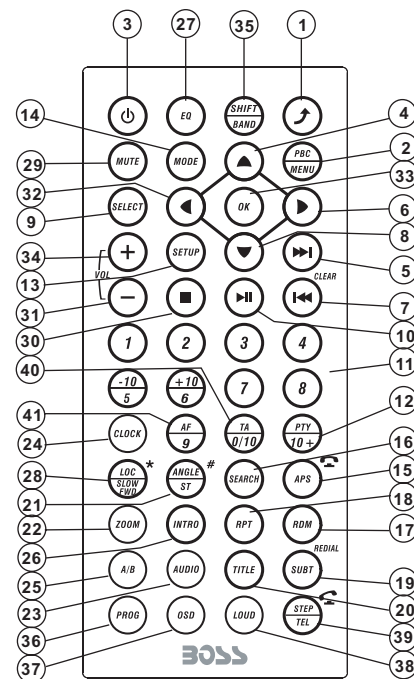 3 27 35 1
EQ SHIFT BAND
14 4
MUTE MODE PBC MENU
29 2
32 33
SELECT OK
9 6
34 8
+ SETUP
VOL 5
13 CLEAR
− 7
31 10
30
1 2 3 4
40 11
-10 5 +10 6 7 8
41 12
CLOCK AF 9 TA 0/10 PTY 10+
24 16
LOC SLOW FWD * ANGLE ST # SEARCH APS
28 15
21 18
ZOOM INTRO RPT RDM
22 17
26 REDIAL
A/B AUDIO TITLE SUBT
25 19
23 20
PROG OSD LOUD STEP TEL
36 39
37 38
BOSS